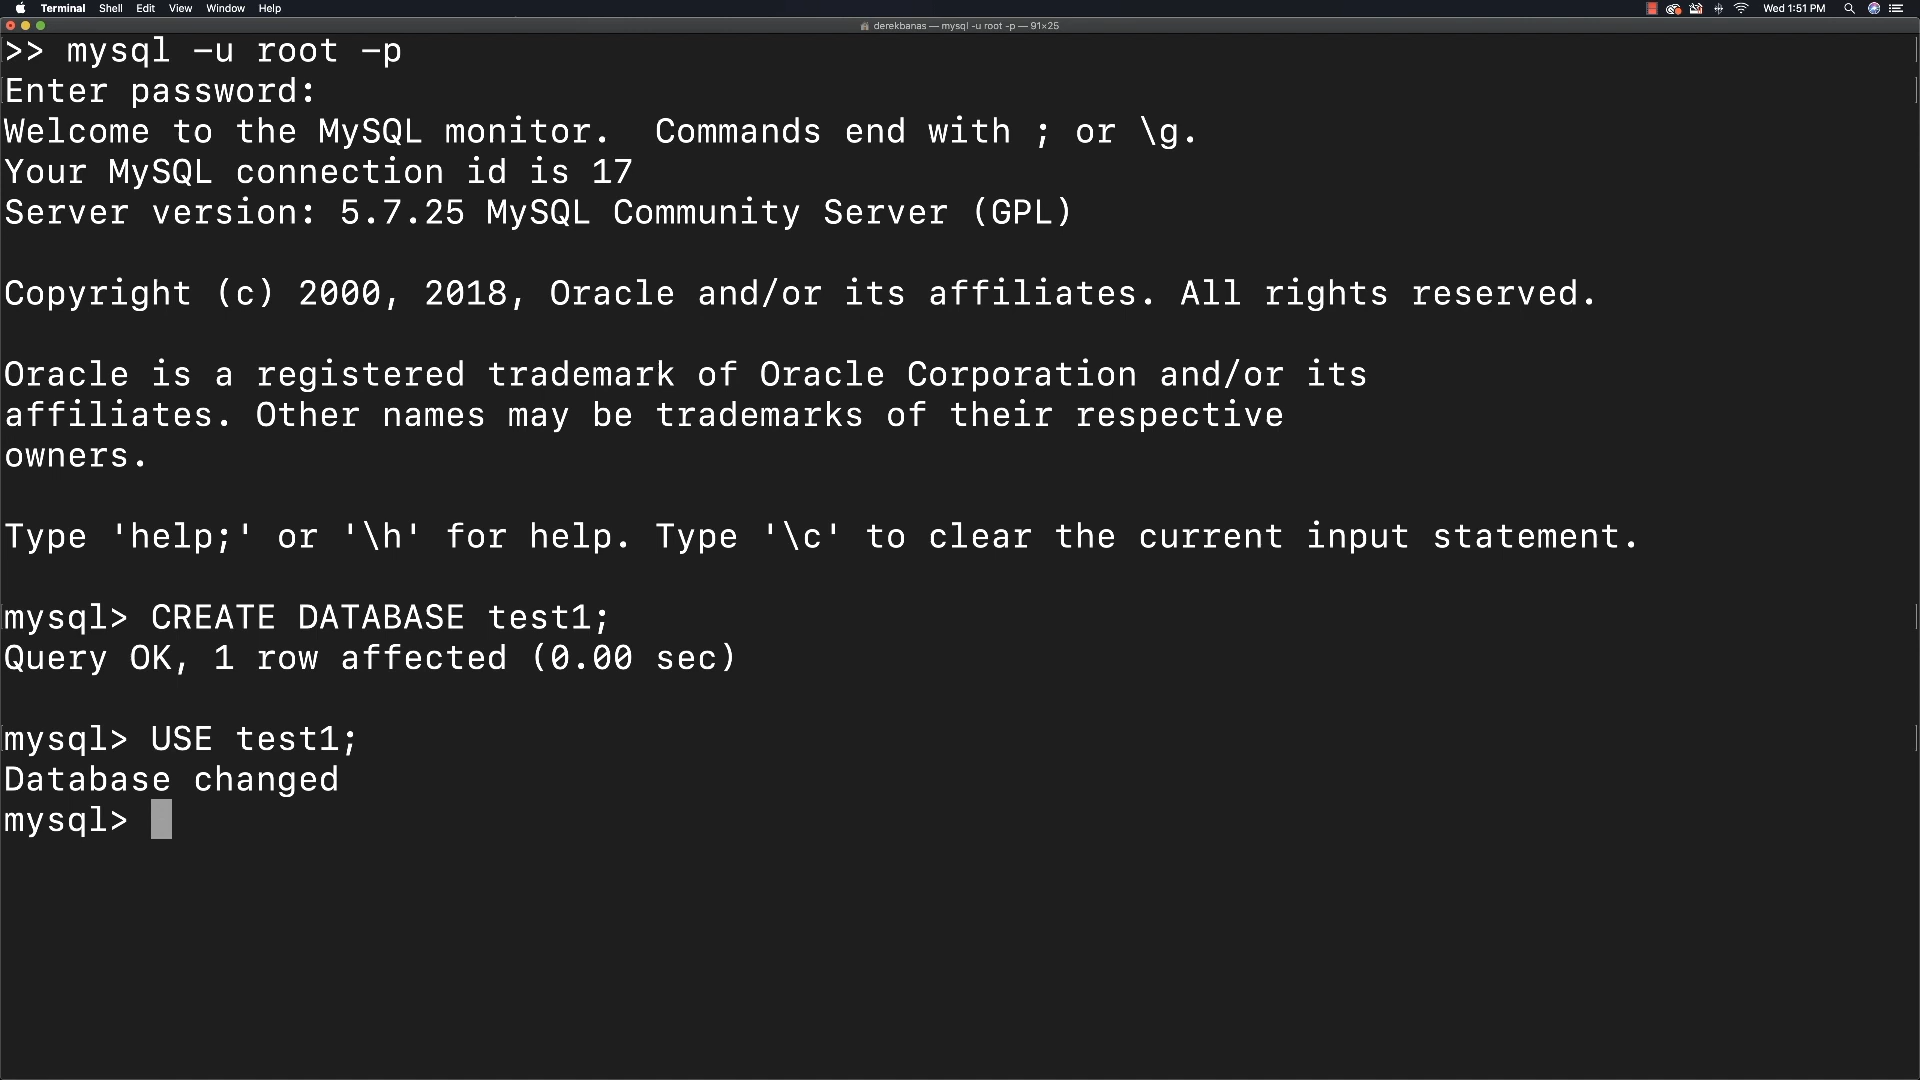 Terminal Shell Edit View Window Help Wed 1:51 PM
derekbanas — mysql -u root -p — 91×25
>> mysql -u root -p
Enter password:
Welcome to the MySQL monitor.  Commands end with ; or \g.
Your MySQL connection id is 17
Server version: 5.7.25 MySQL Community Server (GPL)
Copyright (c) 2000, 2018, Oracle and/or its affiliates. All rights reserved.
Oracle is a registered trademark of Oracle Corporation and/or its
affiliates. Other names may be trademarks of their respective
owners.
Type 'help;' or '\h' for help. Type '\c' to clear the current input statement.
mysql> CREATE DATABASE test1;
Query OK, 1 row affected (0.00 sec)
mysql> USE test1;
Database changed
mysql>